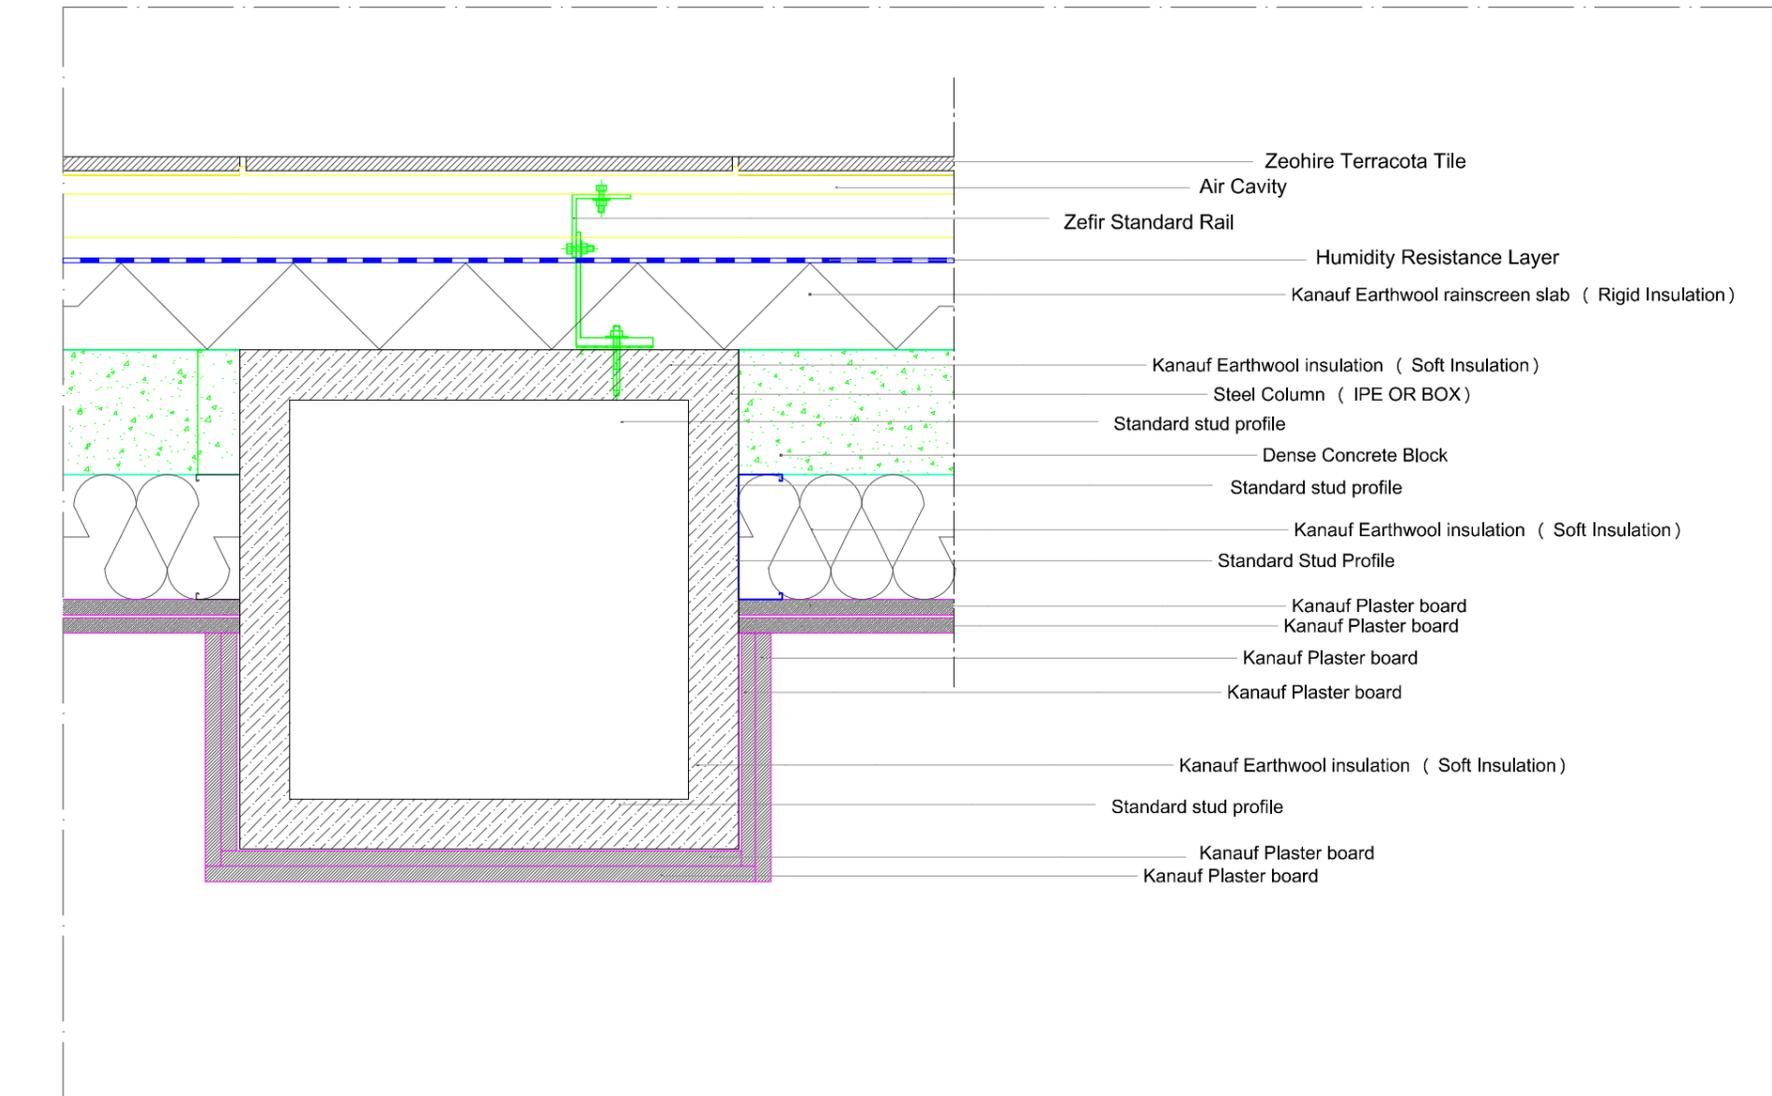 Zeohire Terracota Tile
Air Cavity
Zefir Standard Rail
Humidity Resistance Layer
Kanauf Earthwool rainscreen slab ( Rigid Insulation )
Kanauf Earthwool insulation ( Soft Insulation )
Steel Column ( IPE OR BOX )
Standard stud profile
Dense Concrete Block
Standard stud profile
Kanauf Earthwool insulation ( Soft Insulation )
Standard Stud Profile
Kanauf Plaster board
Kanauf Plaster board
Kanauf Plaster board
Kanauf Plaster board
Kanauf Earthwool insulation ( Soft Insulation )
Standard stud profile
Kanauf Plaster board
Kanauf Plaster board